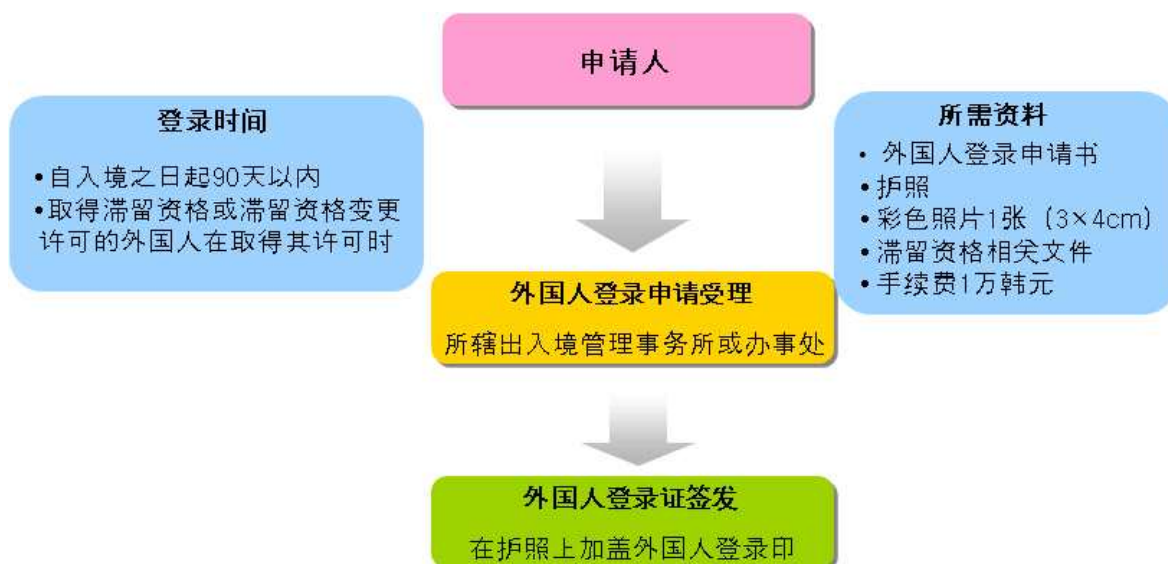 申请人
登录时间
•自入境之日起90天以内
•取得滞留资格或滞留资格变更
许可的外国人在取得其许可时
所需资料
• 外国人登录申请书
•护照
•彩色照片1张（3×4cm）
•滞留资格相关文件
•手续费1万韩元
外国人登录申请受理
所辖出入境管理事务所或办事处
外国人登录证签发
在护照上加盖外国人登录印